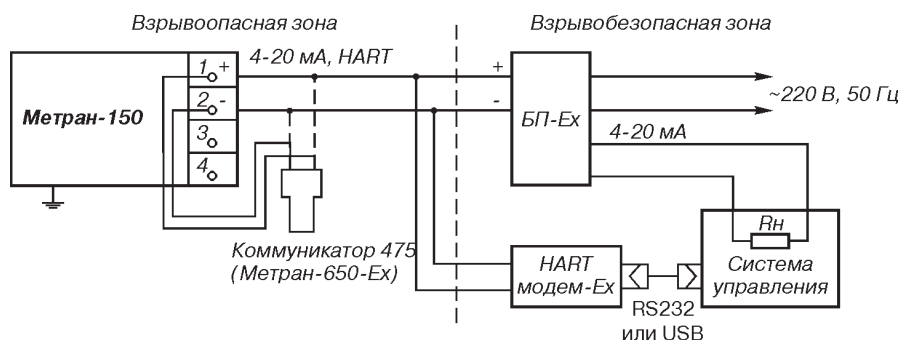 Взрывоопасная зона
Взрывобезопасная зона
4-20 мА, HART
1 +
2 -
3
4
Метран-150
+
-
БП-Ex
~220 В, 50 Гц
4-20 мА
Rн
Система
управления
Коммуникатор 475
(Метран-650-Ex)
HART
модем-Ex
RS232
или USB